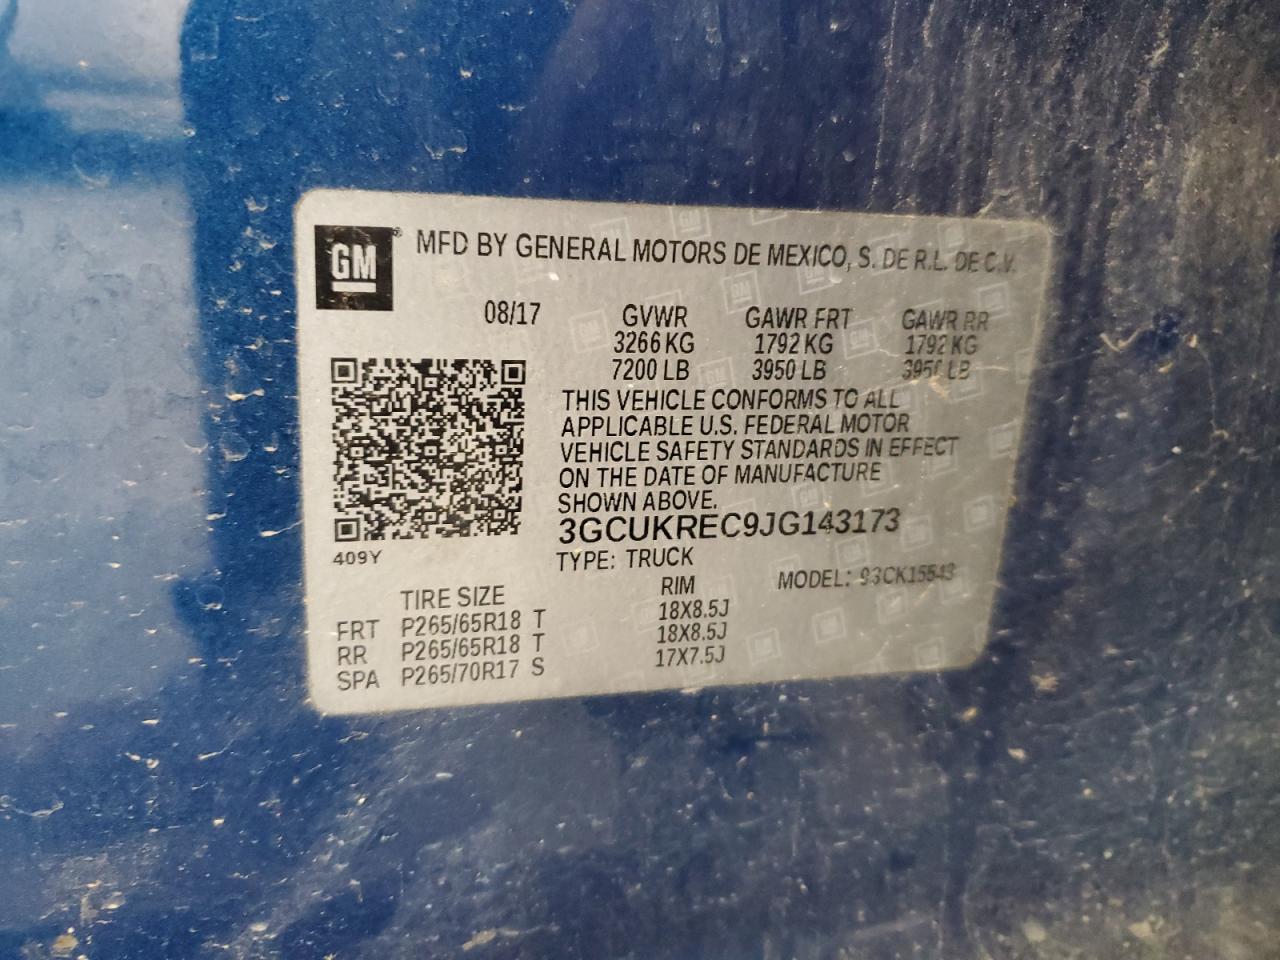 GM® MFD BY GENERAL MOTORS DE MEXICO, S. DE R.L. DE C.V.
08/17 GVWR GAWR FRT GAWR RR
3266 KG 1792 KG 1792 KG
7200 LB 3950 LB 3950 LB
THIS VEHICLE CONFORMS TO ALL
APPLICABLE U.S. FEDERAL MOTOR
VEHICLE SAFETY STANDARDS IN EFFECT
ON THE DATE OF MANUFACTURE
SHOWN ABOVE.
3GCUKREC9JG143173
409Y TYPE: TRUCK MODEL: 93CK15543
TIRE SIZE RIM
FRT P265/65R18 T 18X8.5J
RR P265/65R18 T 18X8.5J
SPA P265/70R17 S 17X7.5J